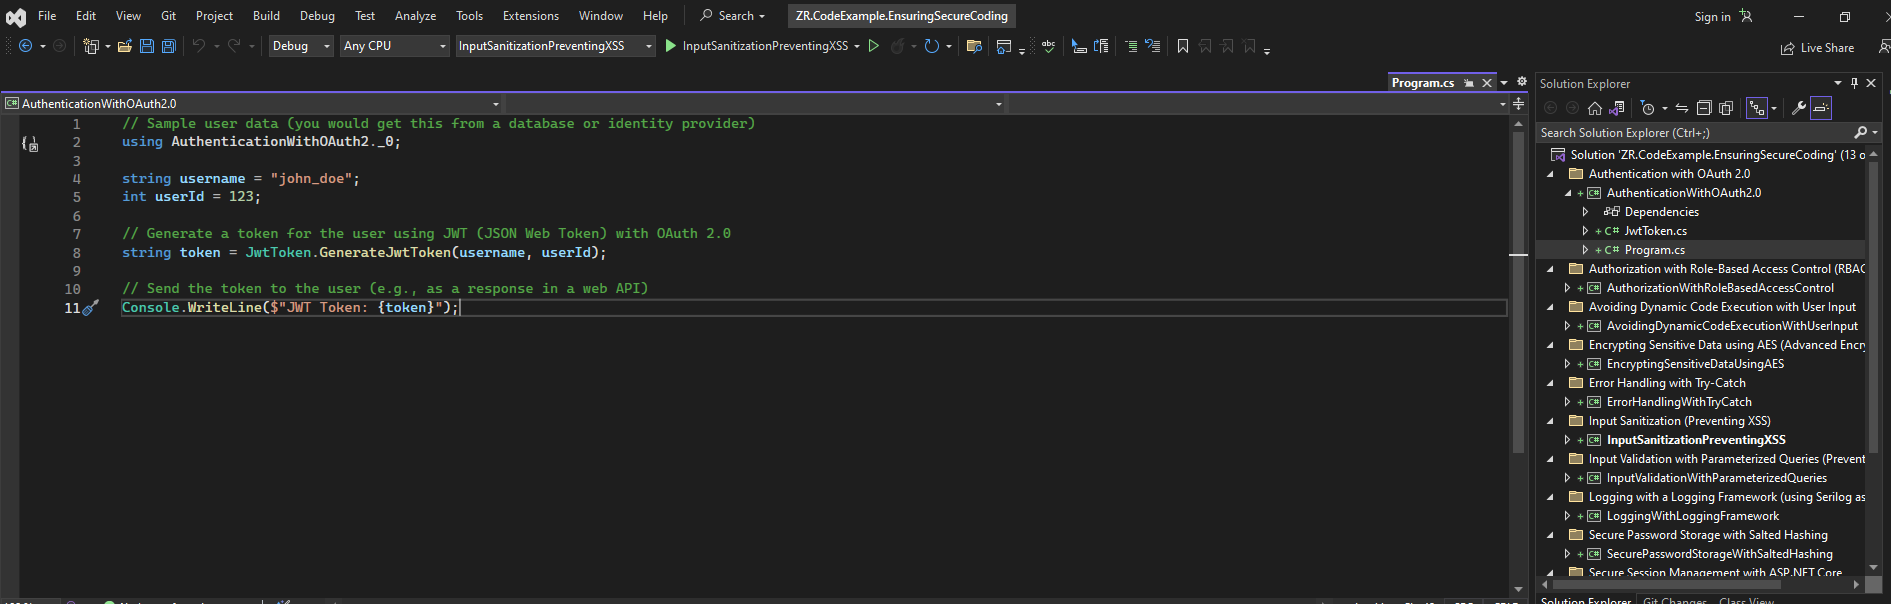 File Edit View Git Project Build Debug Test Analyze Tools Extensions Window Help Search ZR.CodeExample.EnsuringSecureCoding Sign in
Debug Any CPU InputSanitizationPreventingXSS InputSanitizationPreventingXSS abc Live Share
Program.cs
C# AuthenticationWithOAuth2.0
1 // Sample user data (you would get this from a database or identity provider)
2 using AuthenticationWithOAuth2._0;
3
4 string username = "john_doe";
5 int userId = 123;
6
7 // Generate a token for the user using JWT (JSON Web Token) with OAuth 2.0
8 string token = JwtToken.GenerateJwtToken(username, userId);
9
10 // Send the token to the user (e.g., as a response in a web API)
11 Console.WriteLine($"JWT Token: {token}");
Solution Explorer
Search Solution Explorer (Ctrl+;)
Solution 'ZR.CodeExample.EnsuringSecureCoding' (13 o
Authentication with OAuth 2.0
C# AuthenticationWithOAuth2.0
Dependencies
C# JwtToken.cs
C# Program.cs
Authorization with Role-Based Access Control (RBAC
C# AuthorizationWithRoleBasedAccessControl
Avoiding Dynamic Code Execution with User Input
C# AvoidingDynamicCodeExecutionWithUserInput
Encrypting Sensitive Data using AES (Advanced Encry
C# EncryptingSensitiveDataUsingAES
Error Handling with Try-Catch
C# ErrorHandlingWithTryCatch
Input Sanitization (Preventing XSS)
C# InputSanitizationPreventingXSS
Input Validation with Parameterized Queries (Prevent
C# InputValidationWithParameterizedQueries
Logging with a Logging Framework (using Serilog as
C# LoggingWithLoggingFramework
Secure Password Storage with Salted Hashing
C# SecurePasswordStorageWithSaltedHashing
Secure Session Management with ASP.NET Core
Solution Explorer Git Changes Class View